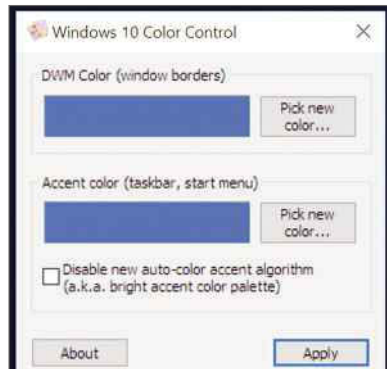 Windows 10 Color Control
DWM Color (window borders)
Pick new
color...
Accent color (taskbar, start menu)
Pick new
color...
Disable new auto-color accent algorithm
(a.k.a. bright accent color palette)
About
Apply